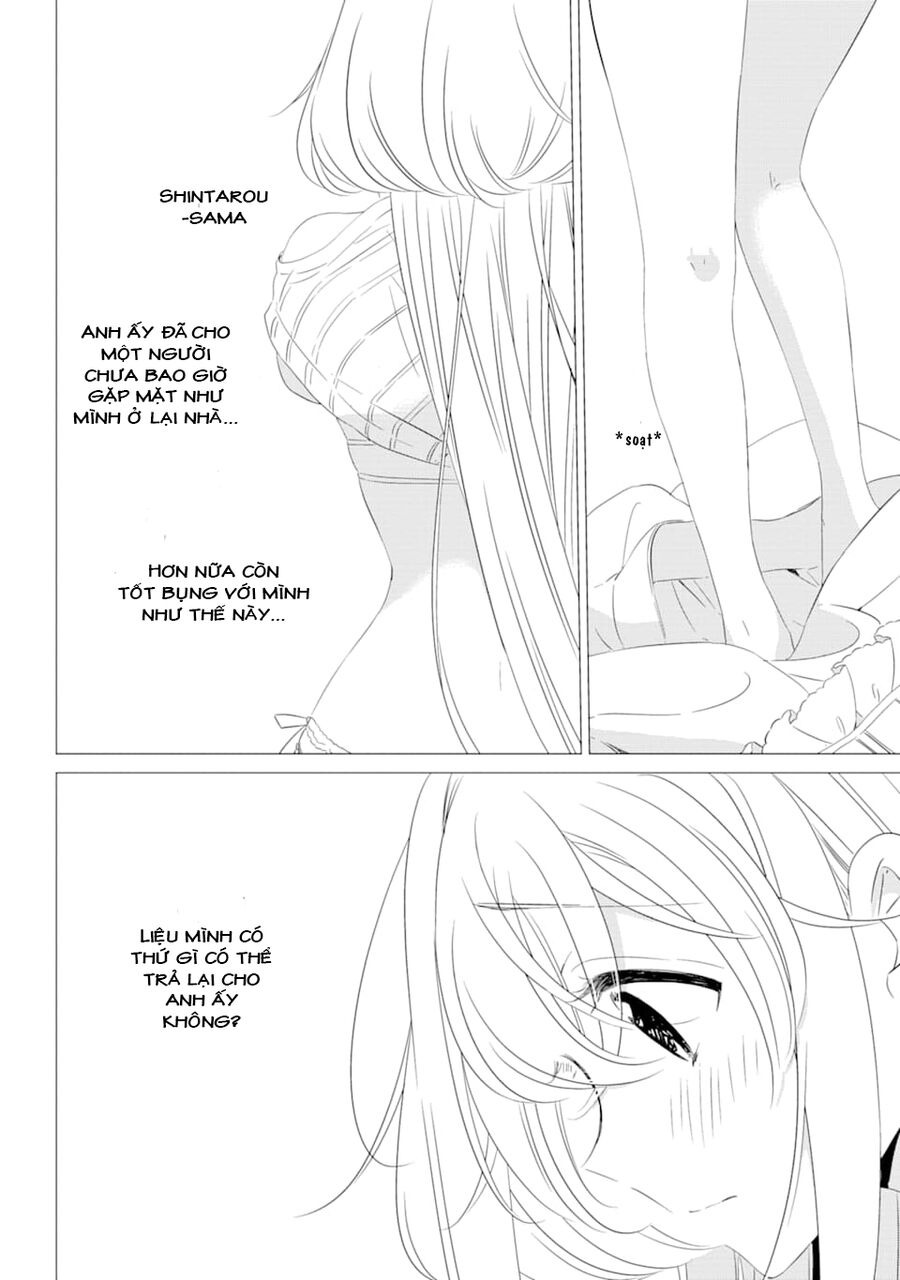 *soạt*
SHINTAROU
-SAMA
ANH ẤY ĐÃ CHO
MỘT NGƯỜI
CHƯA BAO GIỜ
GẶP MẶT NHƯ
MÌNH Ở LẠI NHÀ...
HƠN NỮA CÒN
TỐT BỤNG VỚI MÌNH
NHƯ THẾ NÀY...
LIỆU MÌNH CÓ
THỨ GÌ CÓ THỂ
TRẢ LẠI CHO
ANH ẤY
KHÔNG?